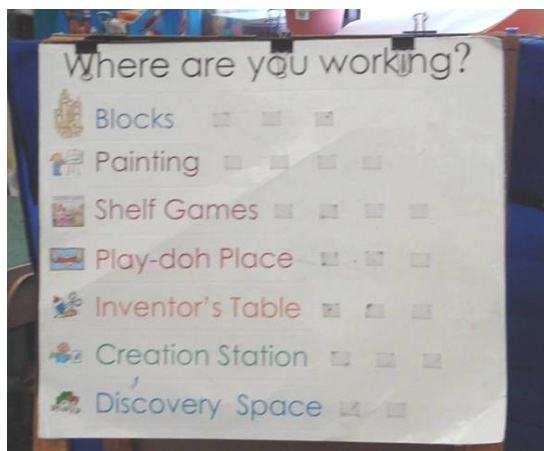 Where are you working?
Blocks
Painting
Shelf Games
Play-doh Place
Inventor's Table
Creation Station
Discovery Space